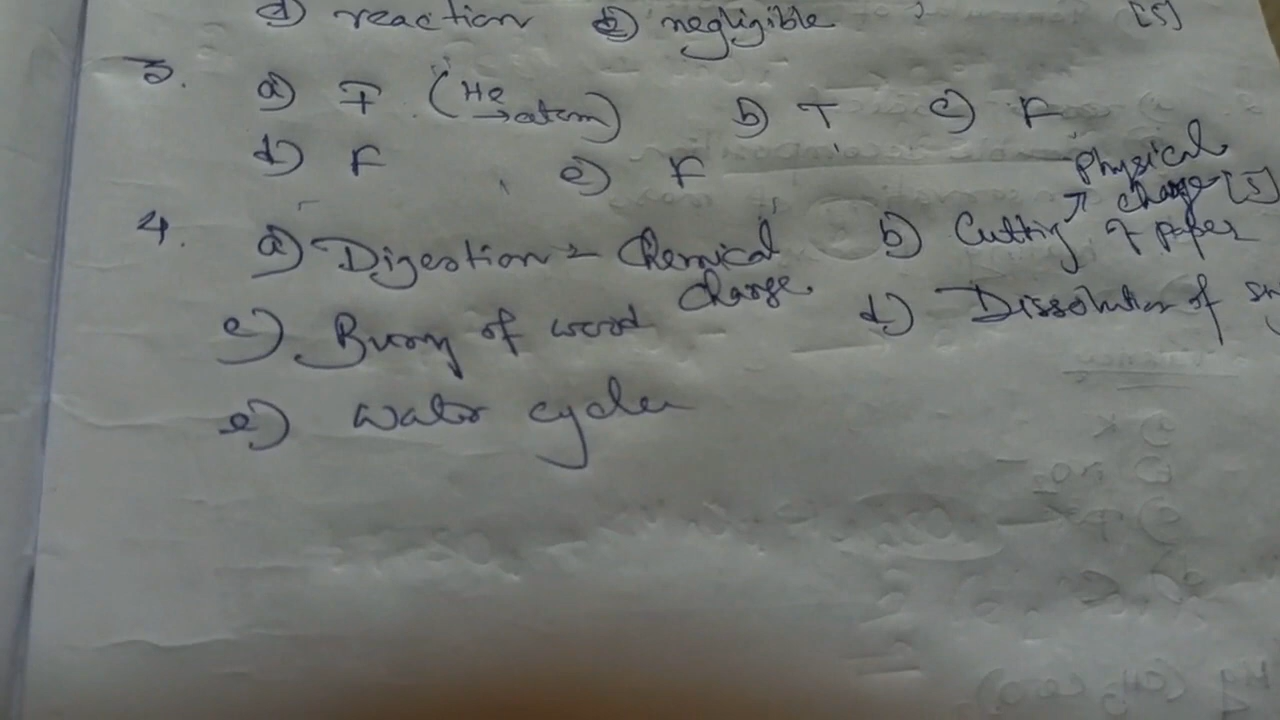 d) reaction e) negligible [5]
3. a) F (He → atom) b) T c) F
d) F e) F
4. a) Digestion = Chemical change b) Cutting of paper → physical change [5]
c) Burning of wood d) Dissolution of
e) water cycle